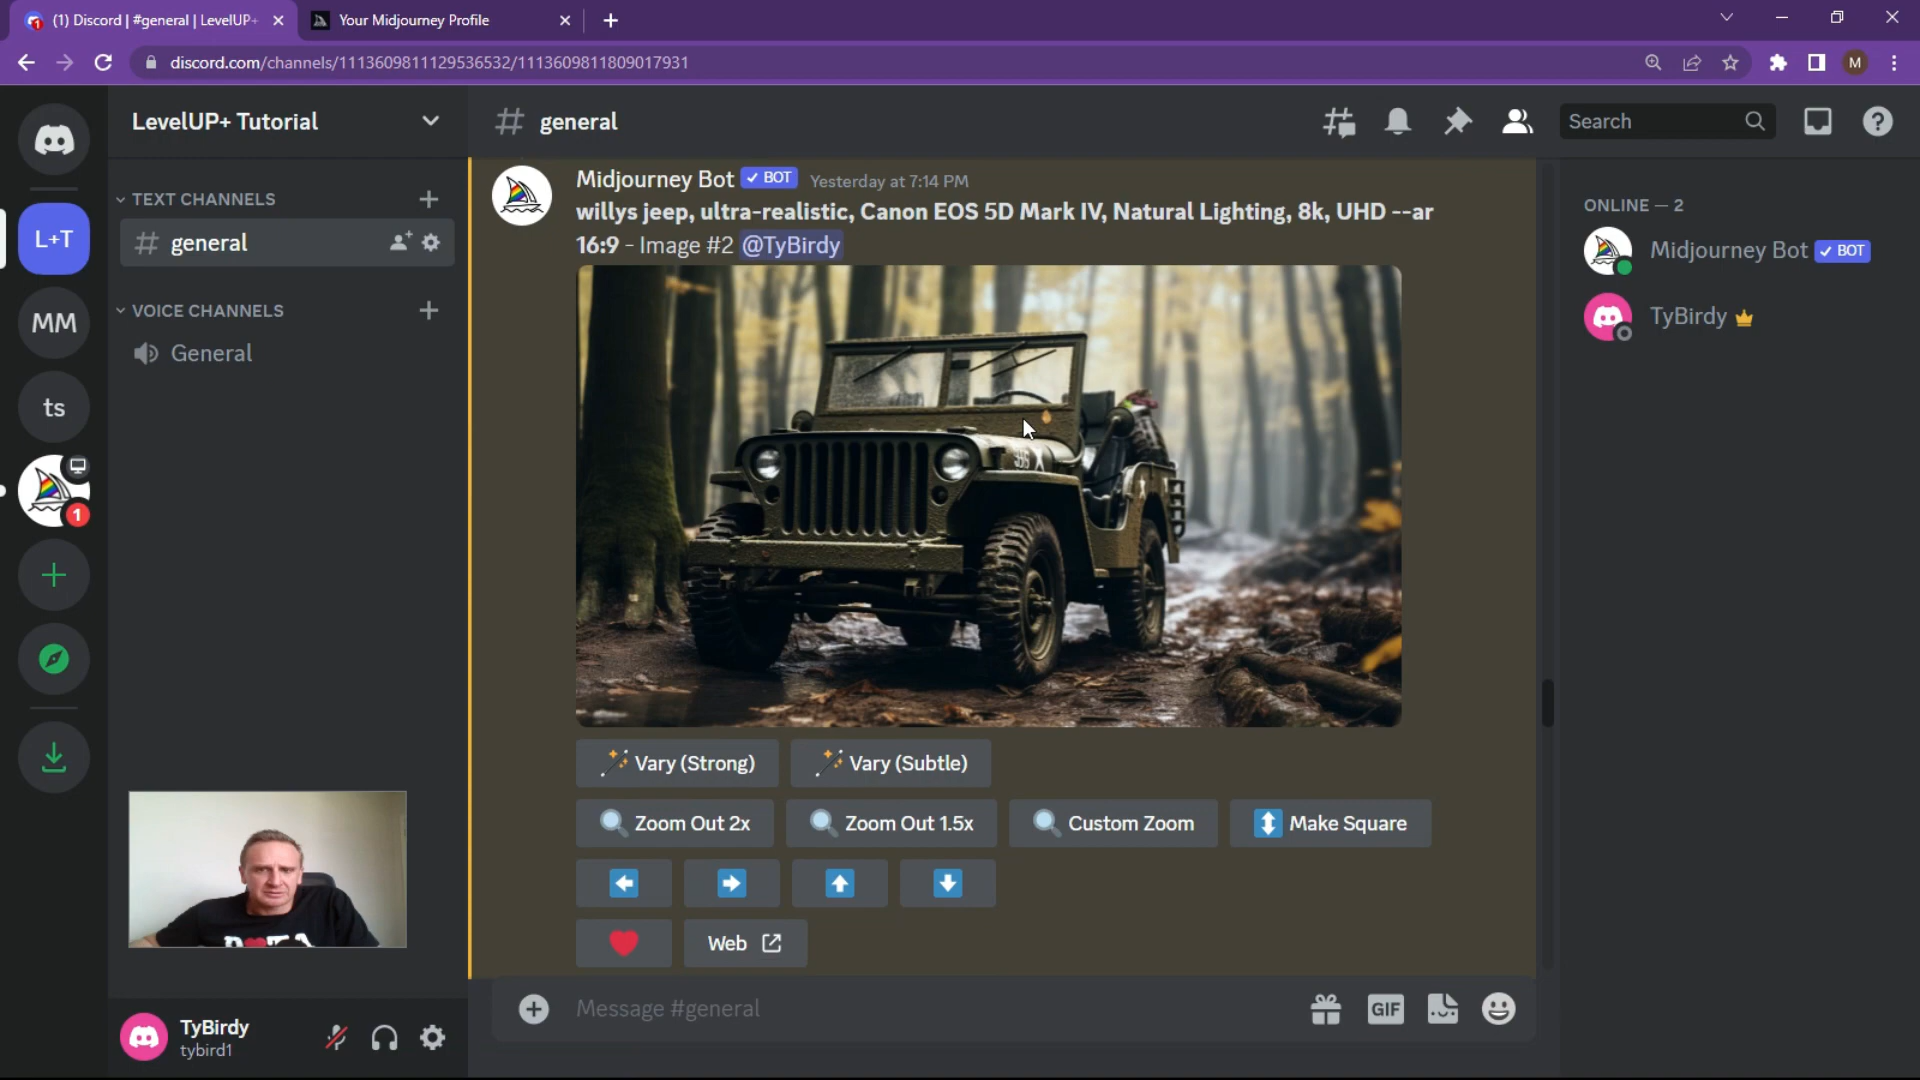 (1) Discord | #general | LevelUP+
Your Midjourney Profile
discord.com/channels/1113609811129536532/1113609811809017931
M
LevelUP+ Tutorial
general
Search
TEXT CHANNELS
general
VOICE CHANNELS
General
L+T
MM
ts
1
Midjourney Bot ✓ BOT Yesterday at 7:14 PM
willys jeep, ultra-realistic, Canon EOS 5D Mark IV, Natural Lighting, 8k, UHD --ar
16:9 - Image #2 @TyBirdy
Vary (Strong)
Vary (Subtle)
Zoom Out 2x
Zoom Out 1.5x
Custom Zoom
Make Square
Web
Message #general
GIF
ONLINE — 2
Midjourney Bot ✓ BOT
TyBirdy
TyBirdy
tybird1